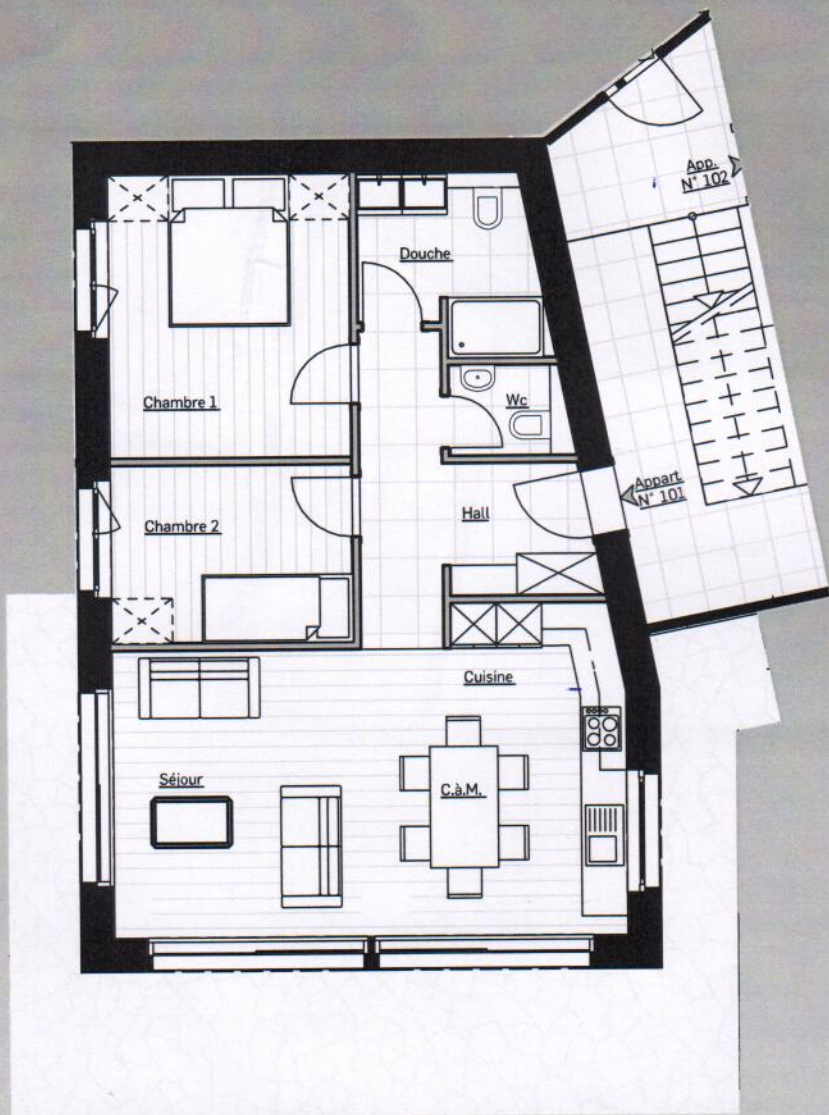 App.
N° 102
Douche
Chambre 1
Wc
Appart
N° 101
Hall
Chambre 2
Cuisine
Séjour
C.à.M.